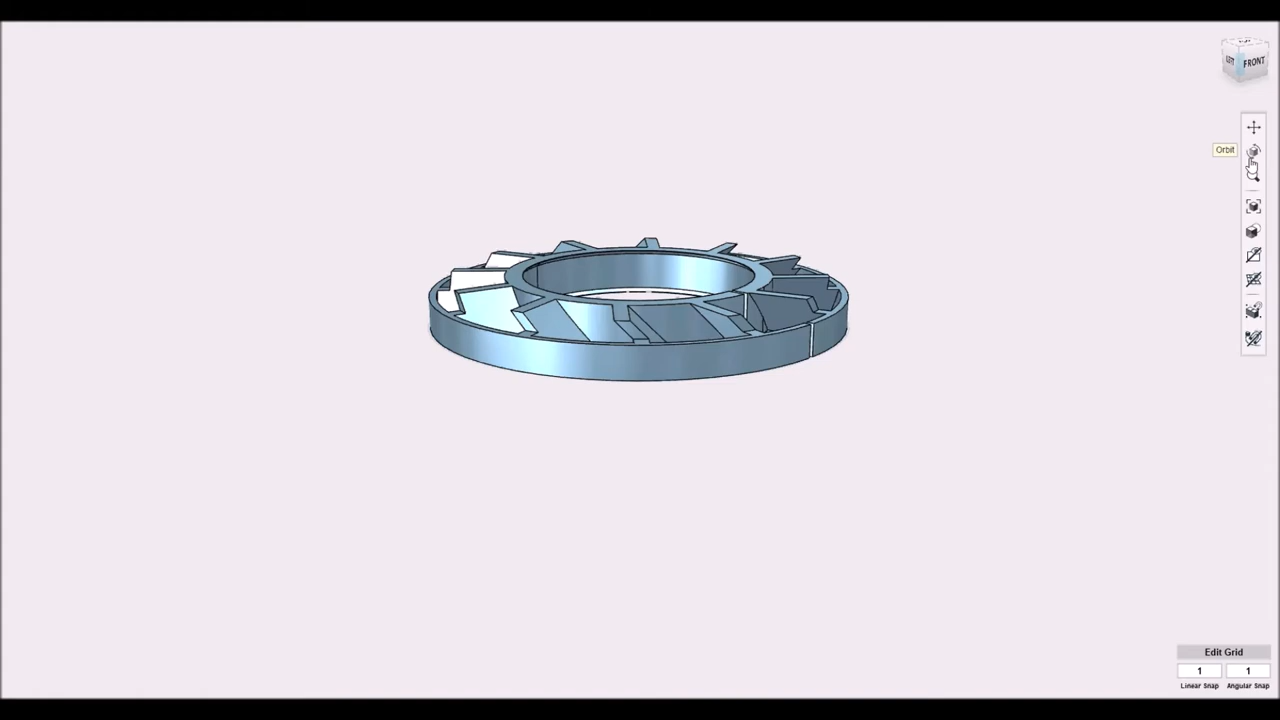 LEFT
FRONT
Orbit
Edit Grid
1
1
Linear Snap
Angular Snap